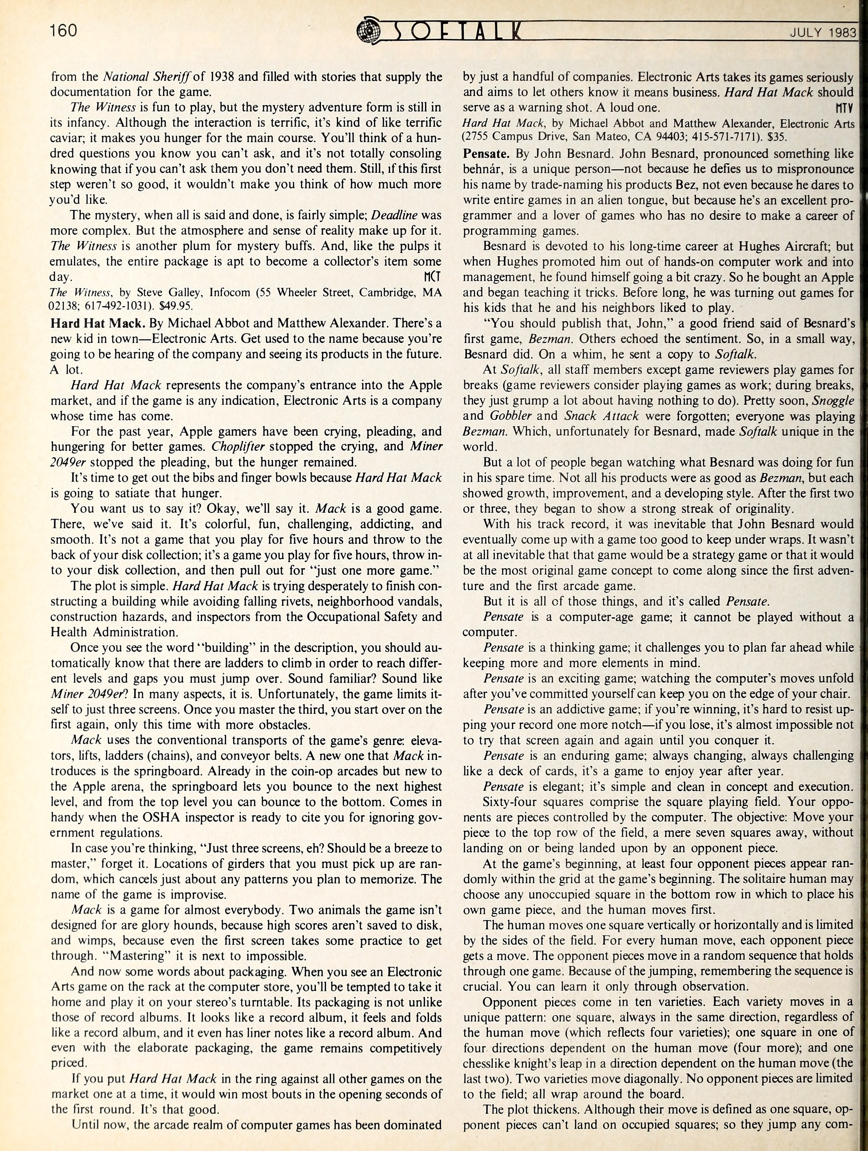 160
SOFTALK
JULY 1983
from the National Sheriff of 1938 and filled with stories that supply the
documentation for the game.
The Witness is fun to play, but the mystery adventure form is still in
its infancy. Although the interaction is terrific, it's kind of like terrific
caviar; it makes you hunger for the main course. You'll think of a hun-
dred questions you know you can't ask, and it's not totally consoling
knowing that if you can't ask them you don't need them. Still, if this first
step weren't so good, it wouldn't make you think of how much more
you'd like.
The mystery, when all is said and done, is fairly simple; Deadline was
more complex. But the atmosphere and sense of reality make up for it.
The Witness is another plum for mystery buffs. And, like the pulps it
emulates, the entire package is apt to become a collector's item some
day. MCT
The Witness, by Steve Galley, Infocom (55 Wheeler Street, Cambridge, MA
02138; 617-492-1031). $49.95.
Hard Hat Mack. By Michael Abbot and Matthew Alexander. There's a
new kid in town—Electronic Arts. Get used to the name because you're
going to be hearing of the company and seeing its products in the future.
A lot.
Hard Hat Mack represents the company's entrance into the Apple
market, and if the game is any indication, Electronic Arts is a company
whose time has come.
For the past year, Apple gamers have been crying, pleading, and
hungering for better games. Choplifter stopped the crying, and Miner
2049er stopped the pleading, but the hunger remained.
It's time to get out the bibs and finger bowls because Hard Hat Mack
is going to satiate that hunger.
You want us to say it? Okay, we'll say it. Mack is a good game.
There, we've said it. It's colorful, fun, challenging, addicting, and
smooth. It's not a game that you play for five hours and throw to the
back of your disk collection; it's a game you play for five hours, throw in-
to your disk collection, and then pull out for "just one more game."
The plot is simple. Hard Hat Mack is trying desperately to finish con-
structing a building while avoiding falling rivets, neighborhood vandals,
construction hazards, and inspectors from the Occupational Safety and
Health Administration.
Once you see the word "building" in the description, you should au-
tomatically know that there are ladders to climb in order to reach differ-
ent levels and gaps you must jump over. Sound familiar? Sound like
Miner 2049er? In many aspects, it is. Unfortunately, the game limits it-
self to just three screens. Once you master the third, you start over on the
first again, only this time with more obstacles.
Mack uses the conventional transports of the game's genre: eleva-
tors, lifts, ladders (chains), and conveyor belts. A new one that Mack in-
troduces is the springboard. Already in the coin-op arcades but new to
the Apple arena, the springboard lets you bounce to the next highest
level, and from the top level you can bounce to the bottom. Comes in
handy when the OSHA inspector is ready to cite you for ignoring gov-
ernment regulations.
In case you're thinking, "Just three screens, eh? Should be a breeze to
master," forget it. Locations of girders that you must pick up are ran-
dom, which cancels just about any patterns you plan to memorize. The
name of the game is improvise.
Mack is a game for almost everybody. Two animals the game isn't
designed for are glory hounds, because high scores aren't saved to disk,
and wimps, because even the first screen takes some practice to get
through. "Mastering" it is next to impossible.
And now some words about packaging. When you see an Electronic
Arts game on the rack at the computer store, you'll be tempted to take it
home and play it on your stereo's turntable. Its packaging is not unlike
those of record albums. It looks like a record album, it feels and folds
like a record album, and it even has liner notes like a record album. And
even with the elaborate packaging, the game remains competitively
priced.
If you put Hard Hat Mack in the ring against all other games on the
market one at a time, it would win most bouts in the opening seconds of
the first round. It's that good.
Until now, the arcade realm of computer games has been dominated
by just a handful of companies. Electronic Arts takes its games seriously
and aims to let others know it means business. Hard Hat Mack should
serve as a warning shot. A loud one. MTV
Hard Hat Mack, by Michael Abbot and Matthew Alexander, Electronic Arts
(2755 Campus Drive, San Mateo, CA 94403; 415-571-7171). $35.
Pensate. By John Besnard. John Besnard, pronounced something like
behnár, is a unique person—not because he defies us to mispronounce
his name by trade-naming his products Bez, not even because he dares to
write entire games in an alien tongue, but because he's an excellent pro-
grammer and a lover of games who has no desire to make a career of
programming games.
Besnard is devoted to his long-time career at Hughes Aircraft; but
when Hughes promoted him out of hands-on computer work and into
management, he found himself going a bit crazy. So he bought an Apple
and began teaching it tricks. Before long, he was turning out games for
his kids that he and his neighbors liked to play.
"You should publish that, John," a good friend said of Besnard's
first game, Bezman. Others echoed the sentiment. So, in a small way,
Besnard did. On a whim, he sent a copy to Softalk.
At Softalk, all staff members except game reviewers play games for
breaks (game reviewers consider playing games as work; during breaks,
they just grump a lot about having nothing to do). Pretty soon, Snoggle
and Gobbler and Snack Attack were forgotten; everyone was playing
Bezman. Which, unfortunately for Besnard, made Softalk unique in the
world.
But a lot of people began watching what Besnard was doing for fun
in his spare time. Not all his products were as good as Bezman, but each
showed growth, improvement, and a developing style. After the first two
or three, they began to show a strong streak of originality.
With his track record, it was inevitable that John Besnard would
eventually come up with a game too good to keep under wraps. It wasn't
at all inevitable that that game would be a strategy game or that it would
be the most original game concept to come along since the first adven-
ture and the first arcade game.
But it is all of those things, and it's called Pensate.
Pensate is a computer-age game; it cannot be played without a
computer.
Pensate is a thinking game; it challenges you to plan far ahead while
keeping more and more elements in mind.
Pensate is an exciting game; watching the computer's moves unfold
after you've committed yourself can keep you on the edge of your chair.
Pensate is an addictive game; if you're winning, it's hard to resist up-
ping your record one more notch—if you lose, it's almost impossible not
to try that screen again and again until you conquer it.
Pensate is an enduring game; always changing, always challenging
like a deck of cards, it's a game to enjoy year after year.
Pensate is elegant; it's simple and clean in concept and execution.
Sixty-four squares comprise the square playing field. Your oppo-
nents are pieces controlled by the computer. The objective: Move your
piece to the top row of the field, a mere seven squares away, without
landing on or being landed upon by an opponent piece.
At the game's beginning, at least four opponent pieces appear ran-
domly within the grid at the game's beginning. The solitaire human may
choose any unoccupied square in the bottom row in which to place his
own game piece, and the human moves first.
The human moves one square vertically or horizontally and is limited
by the sides of the field. For every human move, each opponent piece
gets a move. The opponent pieces move in a random sequence that holds
through one game. Because of the jumping, remembering the sequence is
crucial. You can learn it only through observation.
Opponent pieces come in ten varieties. Each variety moves in a
unique pattern: one square, always in the same direction, regardless of
the human move (which reflects four varieties); one square in one of
four directions dependent on the human move (four more); and one
chesslike knight's leap in a direction dependent on the human move (the
last two). Two varieties move diagonally. No opponent pieces are limited
to the field; all wrap around the board.
The plot thickens. Although their move is defined as one square, op-
ponent pieces can't land on occupied squares; so they jump any com-